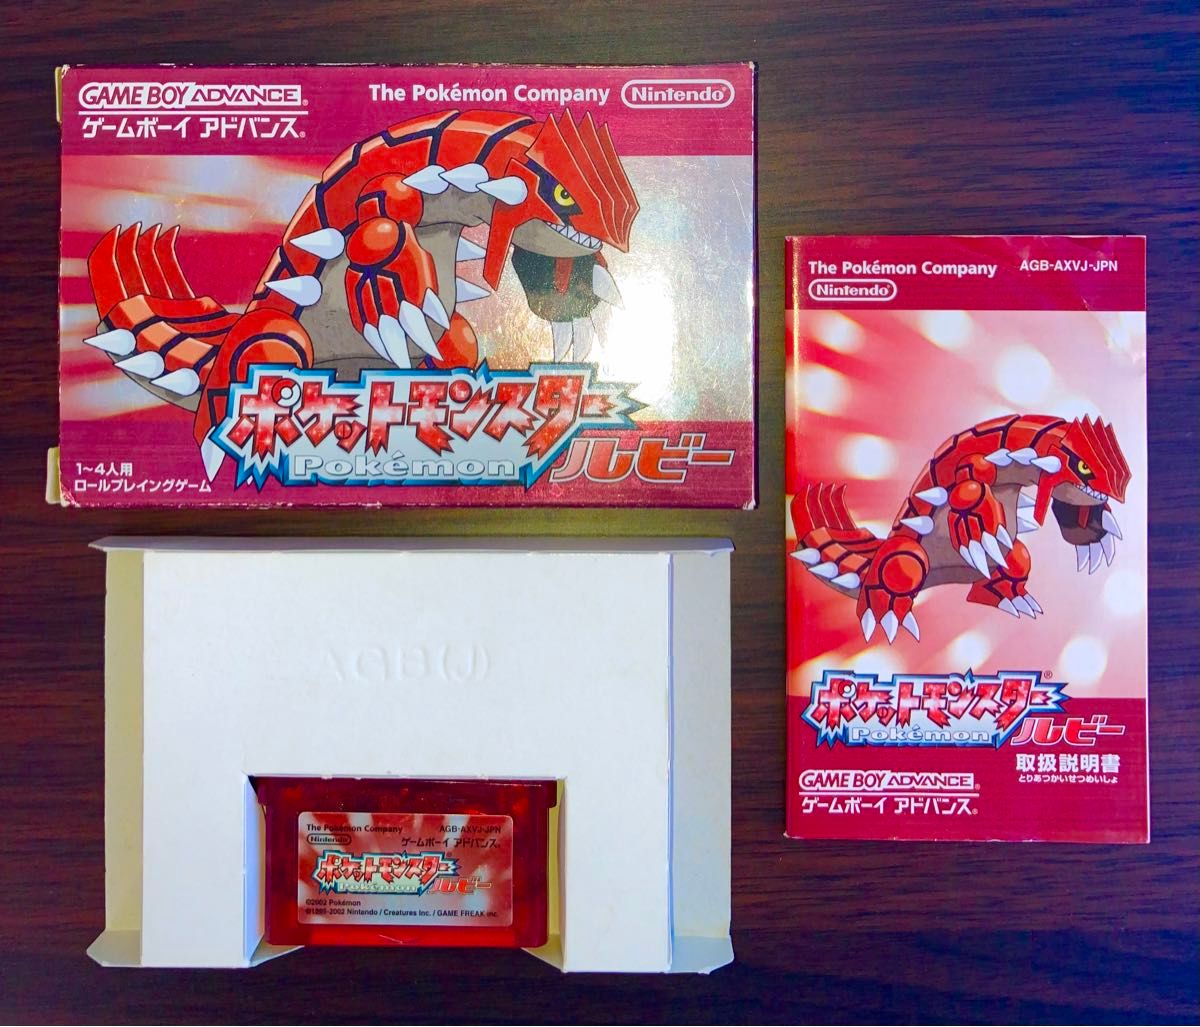 GAME BOY ADVANCE®
ゲームボーイ アドバンス®
The Pokémon Company Nintendo®
ポケットモンスター
Pokémon ルビー
1~4人用
ロールプレイングゲーム
The Pokémon Company AGB-AXVJ-JPN
Nintendo®
ポケットモンスター®
Pokémon ルビー
取扱説明書
とりあつかいせつめいしょ
GAME BOY ADVANCE®
ゲームボーイ アドバンス®
AGB(J)
The Pokémon Company AGB-AXVJ-JPN
Nintendo® ゲームボーイ アドバンス®
ポケットモンスター®
Pokémon ルビー
©2002 Pokémon
©1995-2002 Nintendo / Creatures Inc. / GAME FREAK inc.